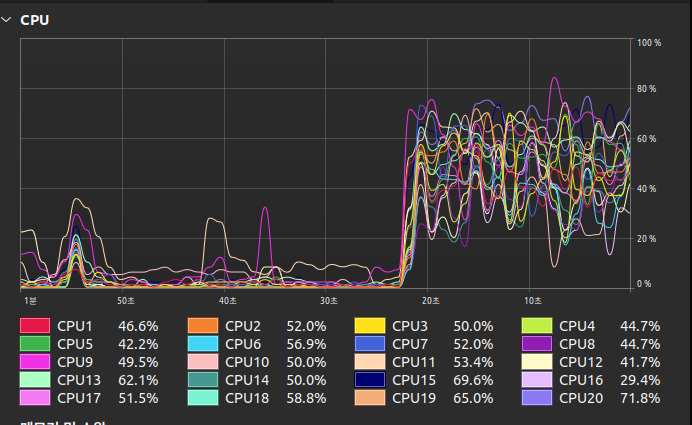 CPU
100 %
80 %
60 %
40 %
20 %
0 %
1분 50초 40초 30초 20초 10초
CPU1 46.6% CPU2 52.0% CPU3 50.0% CPU4 44.7%
CPU5 42.2% CPU6 56.9% CPU7 52.0% CPU8 44.7%
CPU9 49.5% CPU10 50.0% CPU11 53.4% CPU12 41.7%
CPU13 62.1% CPU14 50.0% CPU15 69.6% CPU16 29.4%
CPU17 51.5% CPU18 58.8% CPU19 65.0% CPU20 71.8%